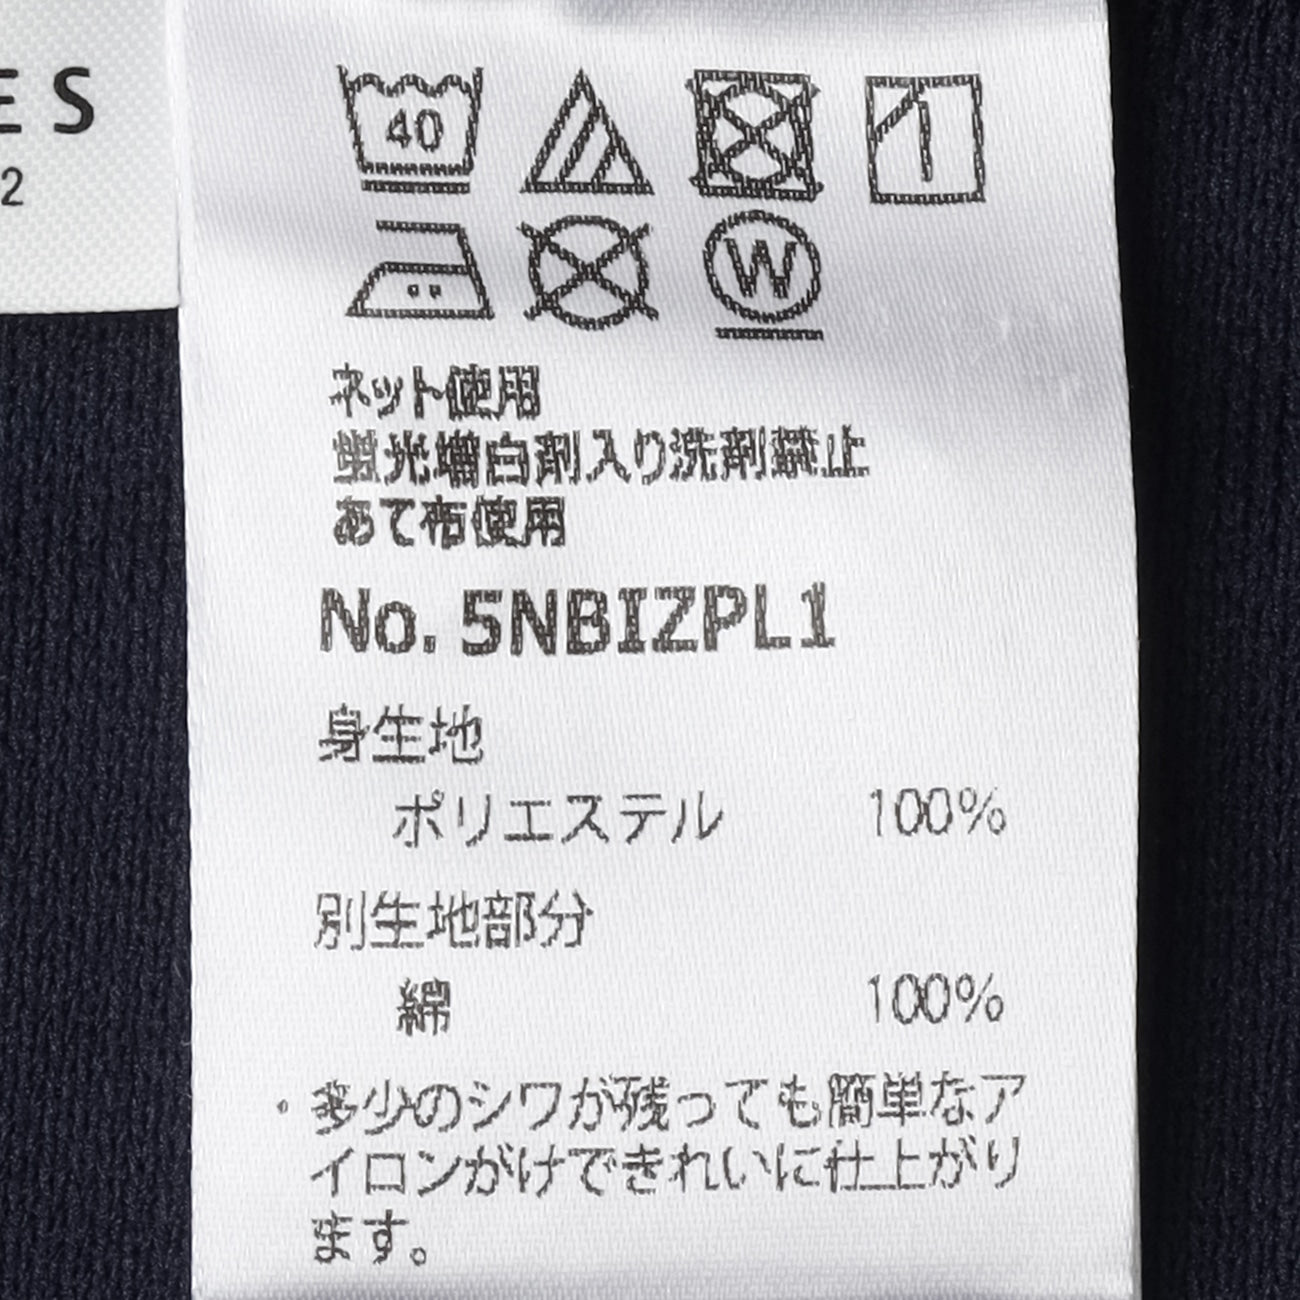 E S
2
40
W
ネット使用
蛍光増白剤入り洗剤禁止
あて布使用
No. 5NBIZPL1
身生地
ポリエステル 100%
別生地部分
綿 100%
・多少のシワが残っても簡単なア
イロンがけできれいに仕上がり
ます。